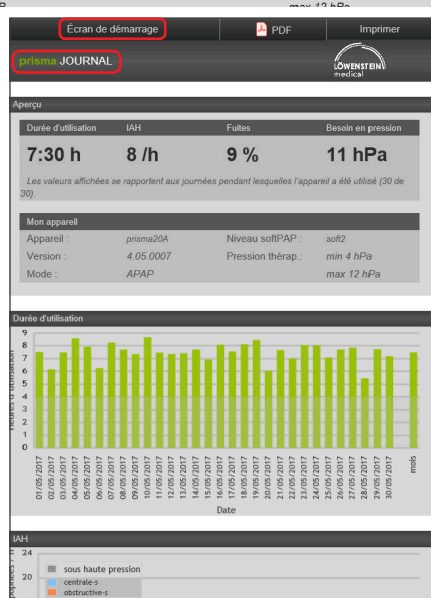 max 12 hPa
Écran de démarrage PDF Imprimer
prisma JOURNAL
LÖWENSTEIN
medical
Aperçu
Durée d'utilisation IAH Fuites Besoin en pression
7:30 h 8 /h 9 % 11 hPa
Les valeurs affichées se rapportent aux journées pendant lesquelles l'appareil a été utilisé (30 de
30).
Mon appareil
Appareil : prisma20A Niveau softPAP : soft2
Version : 4.05.0007 Pression thérap.: min 4 hPa
Mode : APAP max 12 hPa
Durée d'utilisation
Heures d'utilisation
9
8
7
6
5
4
3
2
1
0
01/05/2017
02/05/2017
03/05/2017
04/05/2017
05/05/2017
06/05/2017
07/05/2017
08/05/2017
09/05/2017
10/05/2017
11/05/2017
12/05/2017
13/05/2017
14/05/2017
15/05/2017
16/05/2017
17/05/2017
18/05/2017
19/05/2017
20/05/2017
21/05/2017
22/05/2017
23/05/2017
24/05/2017
25/05/2017
26/05/2017
27/05/2017
28/05/2017
29/05/2017
30/05/2017
mois
Date
IAH
24
20
sous haute pression
centrale-s
obstructive-s